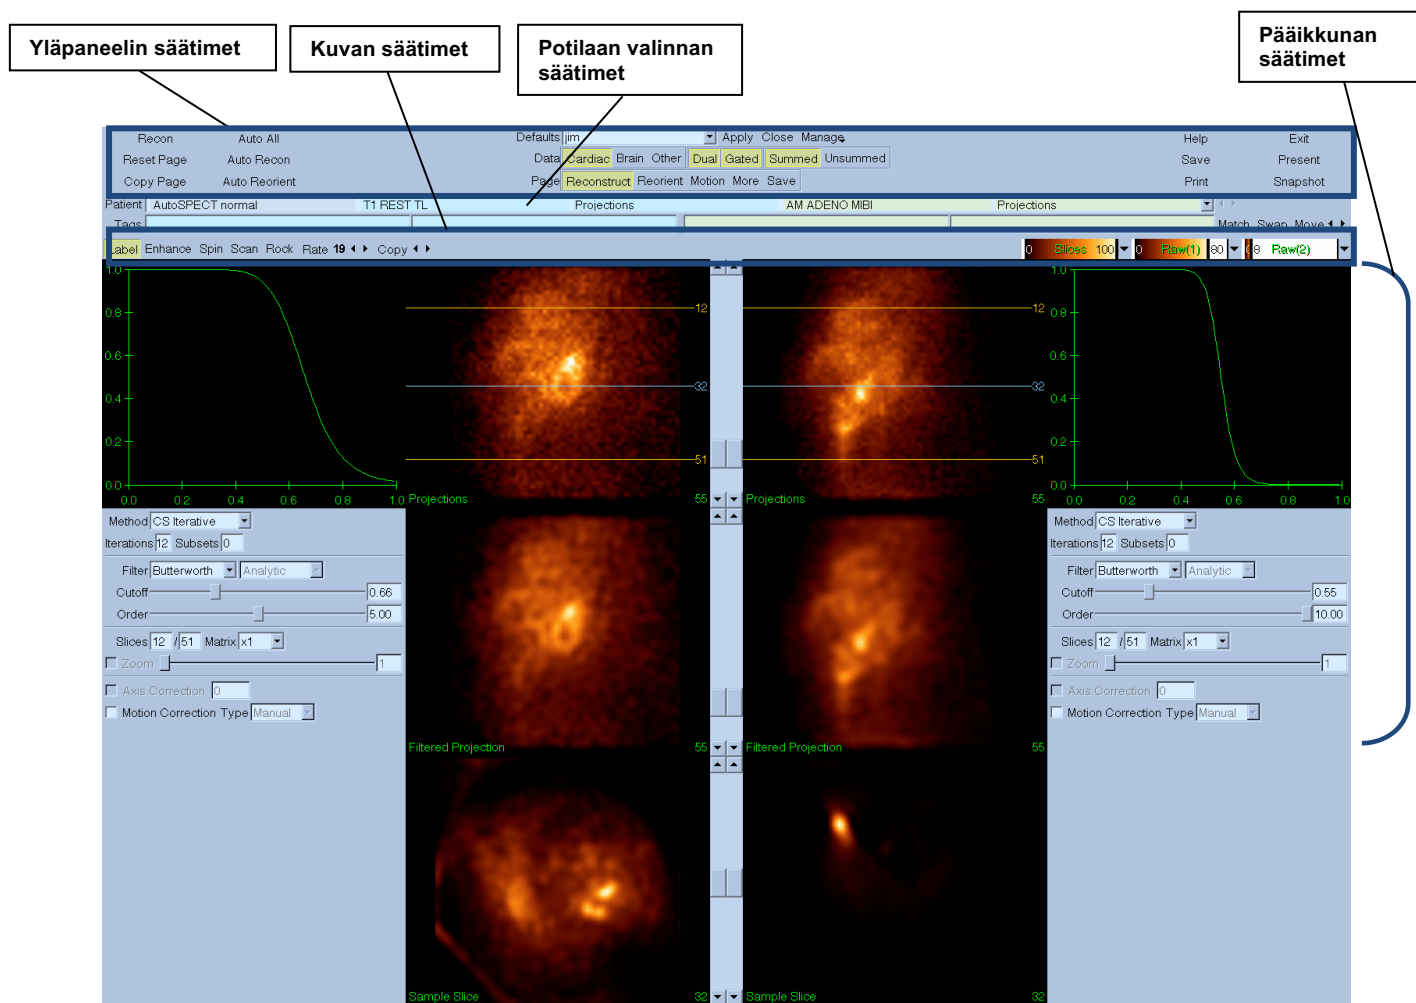 Yläpaneelin säätimet
Kuvan säätimet
Potilaan valinnan
säätimet
Pääikkunan
säätimet
Recon Auto All Defaults jim Apply Close Manage Help Exit
Reset Page Auto Recon Data Cardiac Brain Other Dual Gated Summed Unsummed Save Present
Copy Page Auto Reorient Page Reconstruct Reorient Motion More Save Print Snapshot
Patient AutoSPECT normal T1 REST TL Projections AM ADENO MIBI Projections
Tags Match Swap Move
Label Enhance Spin Scan Rock Rate 19 Copy 0 Slices 100 0 Raw(1) 80 8 Raw(2)
1.0
0.8
0.6
0.4
0.2
0.0
0.0 0.2 0.4 0.6 0.8 1.0
12
32
51
Projections 55
12
32
51
Projections 55
1.0
0.8
0.6
0.4
0.2
0.0
0.0 0.2 0.4 0.6 0.8 1.0
Method CS Iterative
Iterations 12 Subsets 0
Filter Butterworth Analytic
Cutoff 0.66
Order 5.00
Slices 12 / 51 Matrix x1
Zoom 1
Axis Correction 0
Motion Correction Type Manual
Filtered Projection 55
Filtered Projection 55
Method CS Iterative
Iterations 12 Subsets 0
Filter Butterworth Analytic
Cutoff 0.55
Order 10.00
Slices 12 / 51 Matrix x1
Zoom 1
Axis Correction 0
Motion Correction Type Manual
Sample Slice 32
Sample Slice 32